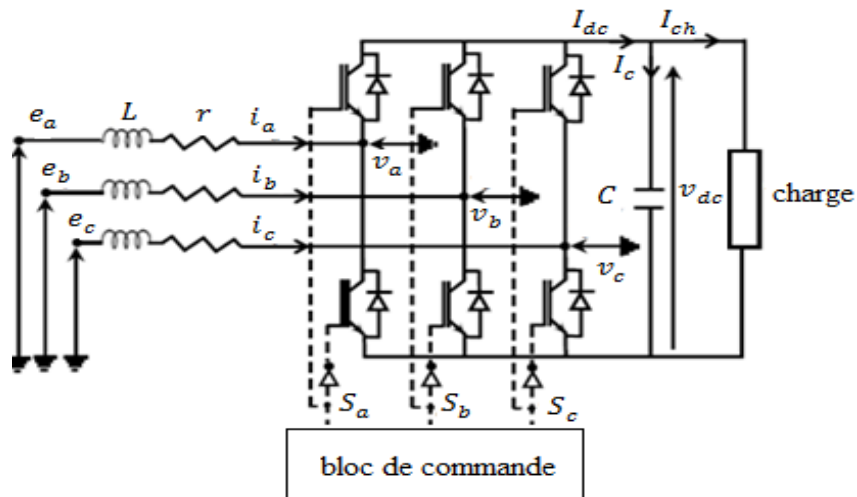 I_dc I_ch
I_c
e_a L r i_a
v_a
e_b i_b
v_b
C v_dc charge
e_c i_c
v_c
S_a S_b S_c
bloc de commande